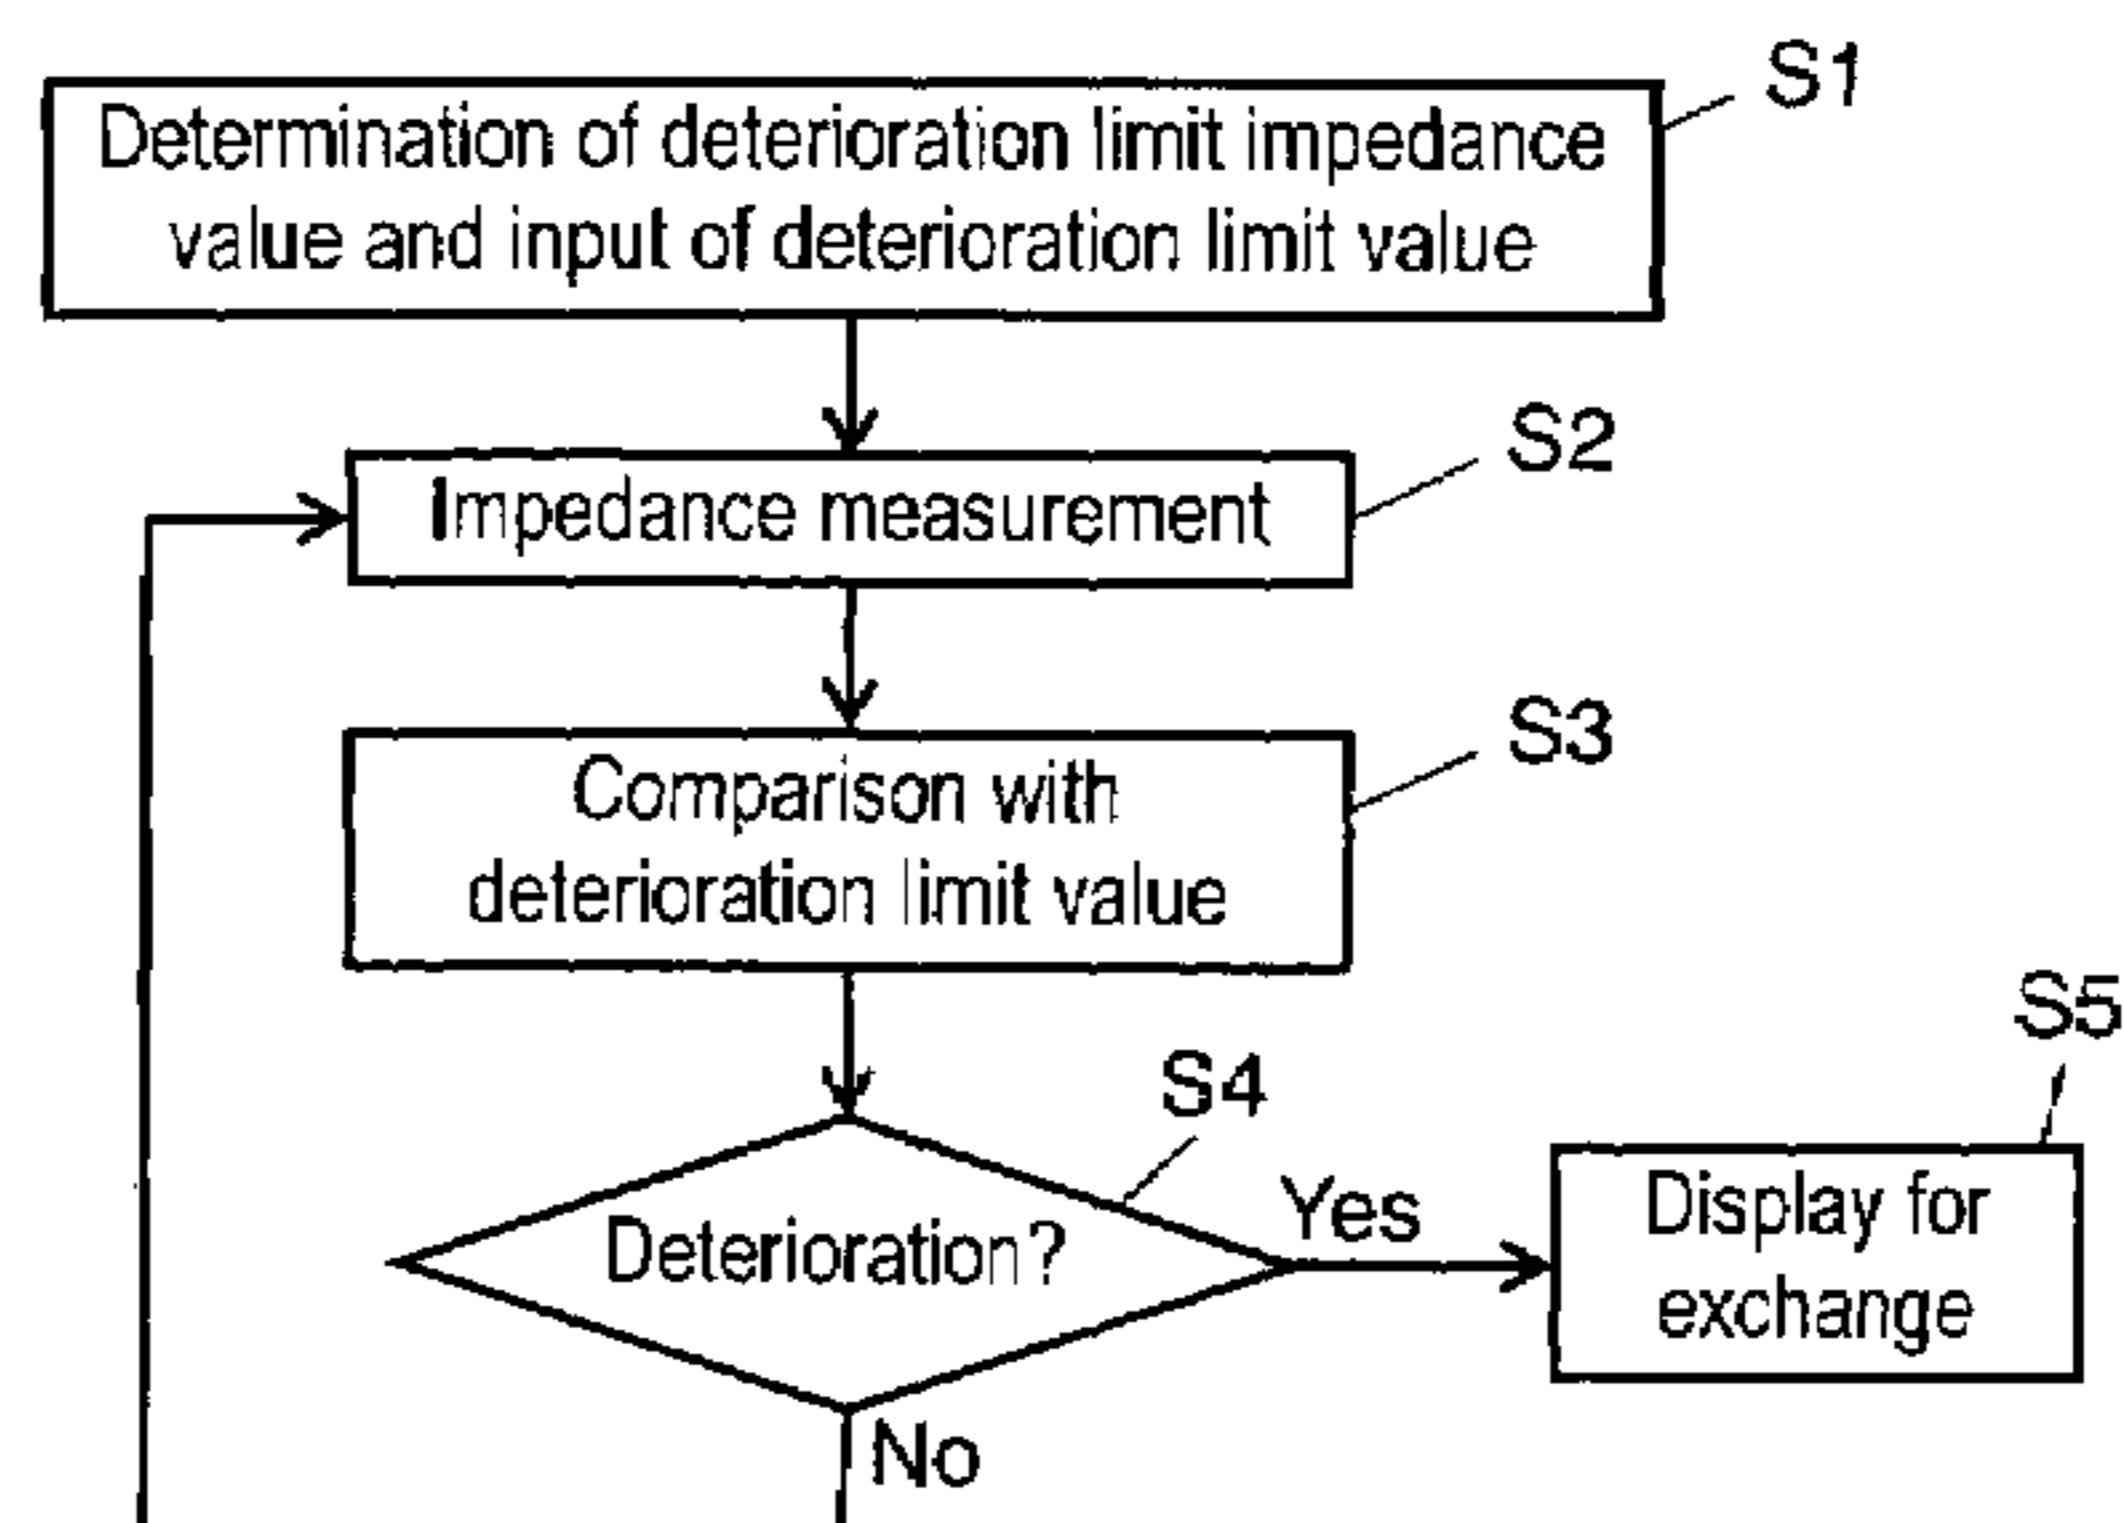 S1
Determination of deterioration limit impedance
value and input of deterioration limit value
S2
Impedance measurement
S3
Comparison with
deterioration limit value
S4
Deterioration?
Yes
S5
Display for
exchange
No